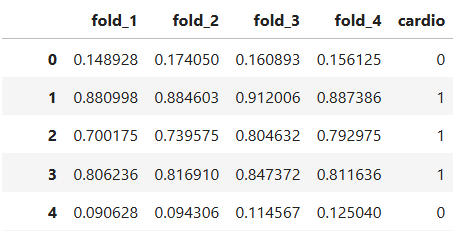 fold_1 fold_2 fold_3 fold_4 cardio
0 0.148928 0.174050 0.160893 0.156125 0
1 0.880998 0.884603 0.912006 0.887386 1
2 0.700175 0.739575 0.804632 0.792975 1
3 0.806236 0.816910 0.847372 0.811636 1
4 0.090628 0.094306 0.114567 0.125040 0